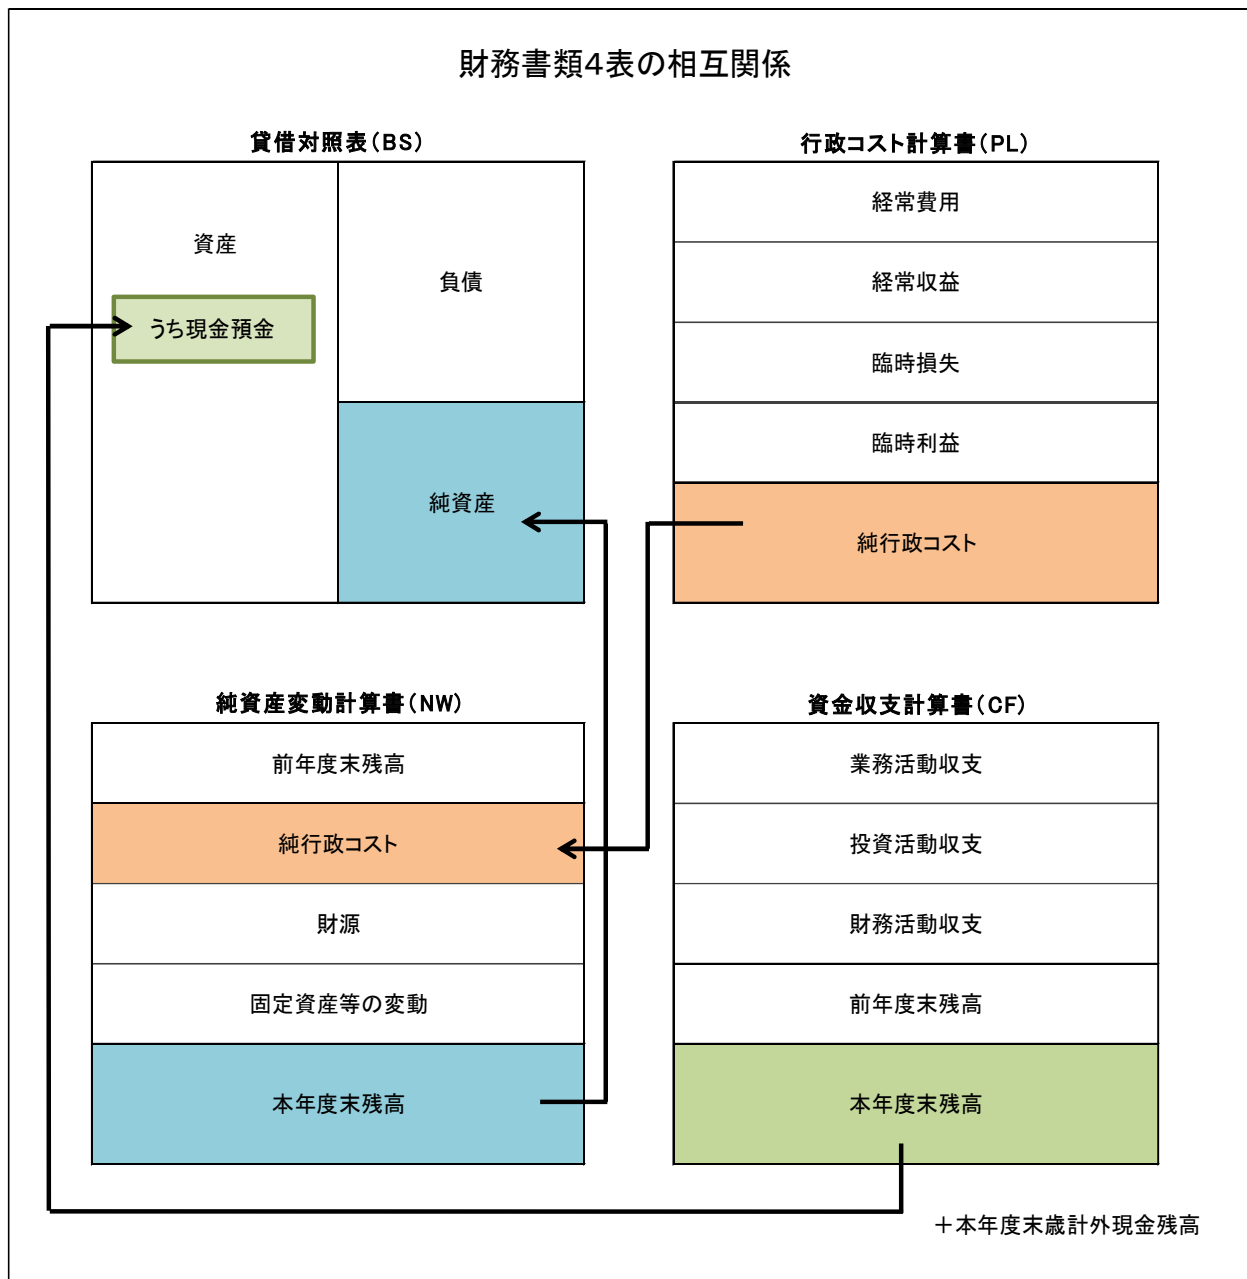 財務書類4表の相互関係
貸借対照表（BS）
資産
うち現金預金
負債
純資産
行政コスト計算書（PL）
経常費用
経常収益
臨時損失
臨時利益
純行政コスト
純資産変動計算書（NW）
前年度末残高
純行政コスト
財源
固定資産等の変動
本年度末残高
資金収支計算書（CF）
業務活動収支
投資活動収支
財務活動収支
前年度末残高
本年度末残高
＋本年度末歳計外現金残高